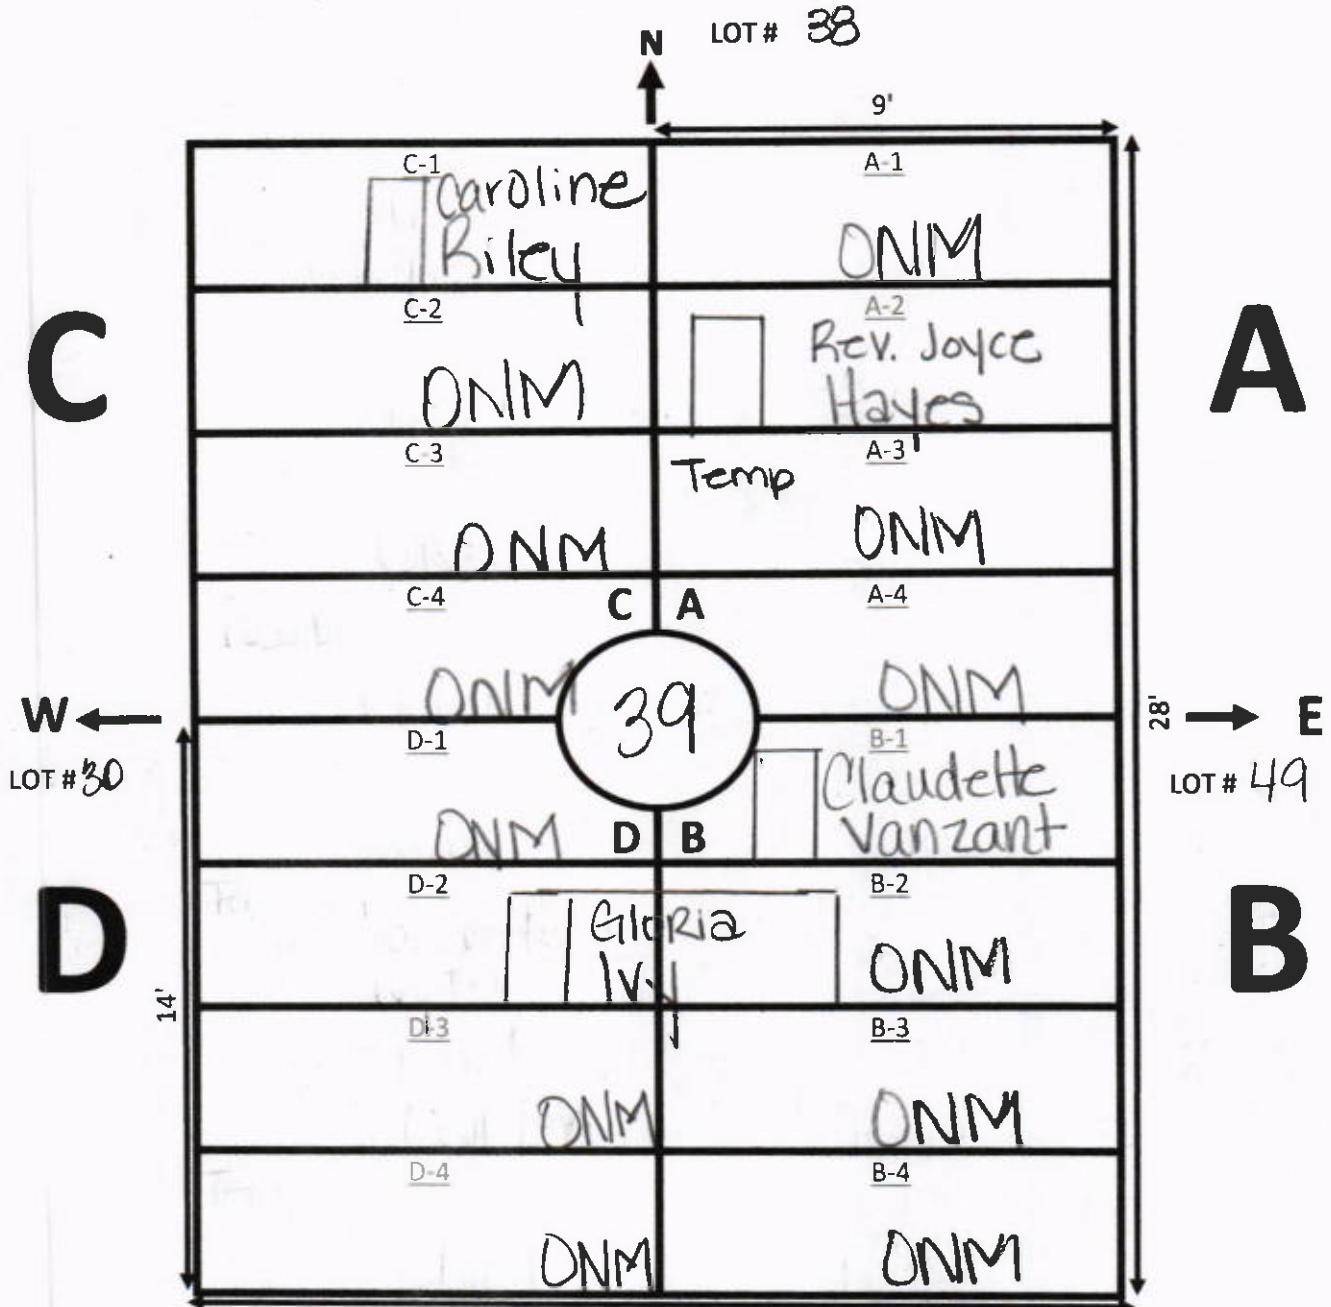 LOT # 38
N
9'
C-1
Caroline
Riley
A-1
ONM
C
A
C-2
ONM
A-2
Rev. Joyce
Hayes
C-3
ONM
A-3
Temp
ONM
C-4
C A
A-4
ONM
ONM
39
W
E
28'
LOT # 30
LOT # 49
D-1
ONM
B-1
Claudette
Vanzant
D B
D
B
D-2
Gloria
Ivy
B-2
ONM
14'
D-3
ONM
B-3
ONM
D-4
ONM
B-4
ONM